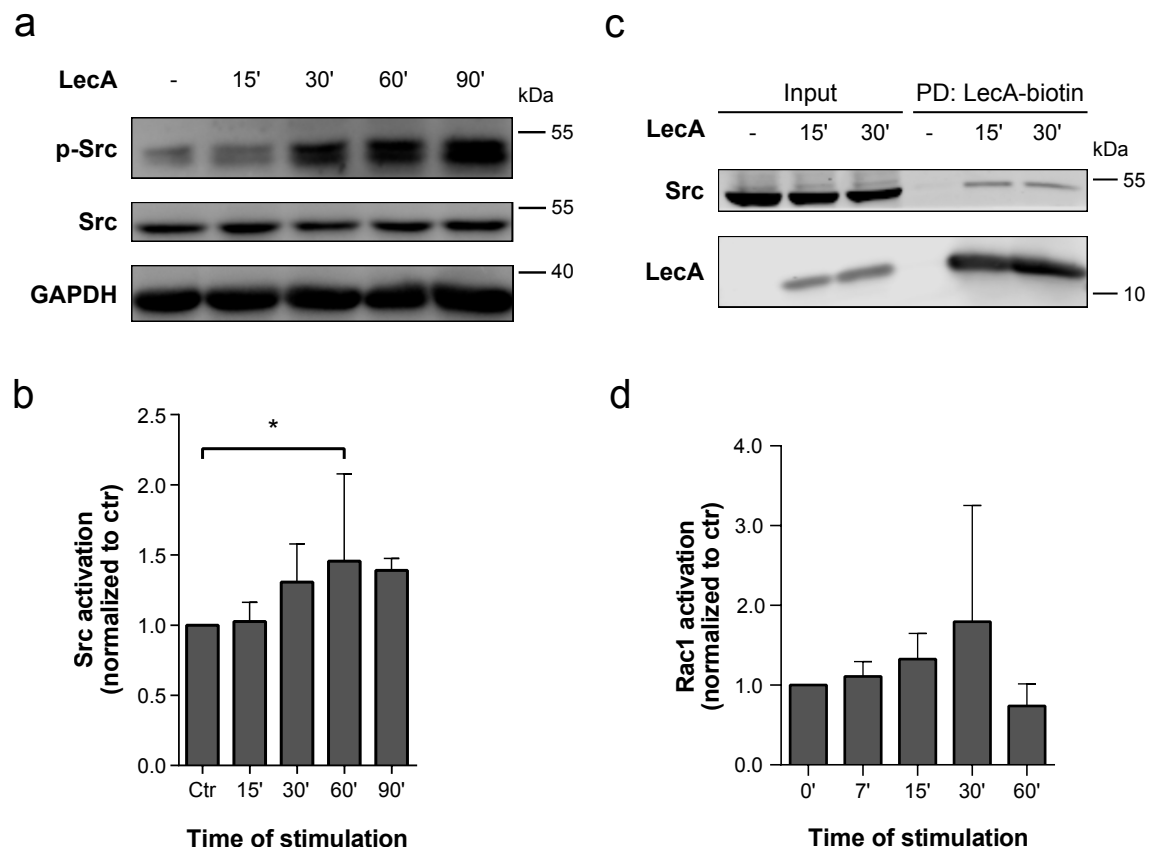 a
LecA - 15' 30' 60' 90'
kDa
p-Src 55
Src 55
GAPDH 40
b
Src activation
(normalized to ctr)
2.5
2.0
1.5
1.0
0.5
0.0
*
Ctr 15' 30' 60' 90'
Time of stimulation
c
Input PD: LecA-biotin
LecA - 15' 30' - 15' 30'
kDa
Src 55
LecA 10
d
Rac1 activation
(normalized to ctr)
4.0
3.0
2.0
1.0
0.0
0' 7' 15' 30' 60'
Time of stimulation